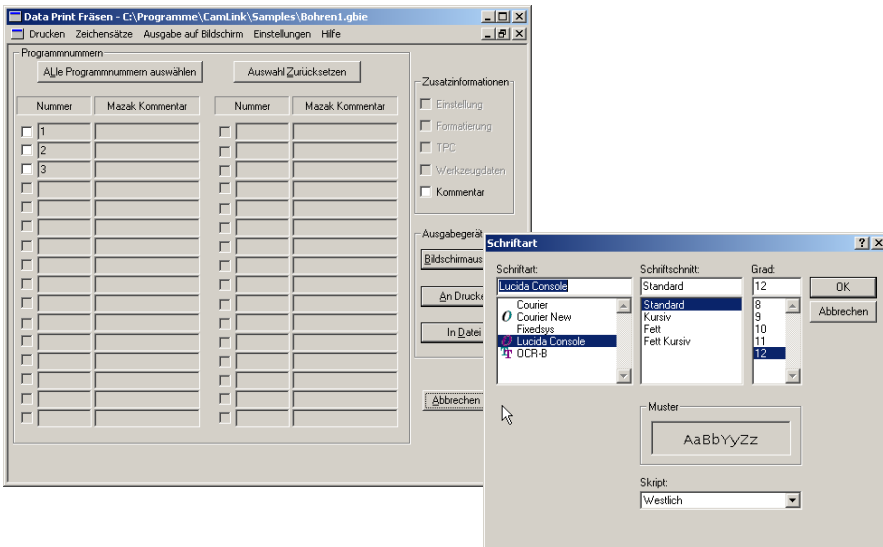 Data Print Fräsen - C:\Programme\CamLink\Samples\Bohren1.gbie
Drucken Zeichensätze Ausgabe auf Bildschirm Einstellungen Hilfe
Programmnummern
ALle Programmnummern auswählen
Auswahl Zurücksetzen
Nummer Mazak Kommentar Nummer Mazak Kommentar
1
2
3
Zusatzinformationen
Einstellung
Formatierung
TPC
Werkzeugdaten
Kommentar
Ausgabegerät
Bildschirmaus
An Drucke
In Datei
Abbrechen
Schriftart
Schriftart: Schriftschnitt: Grad:
Lucida Console Standard 12 OK
Abbrechen
Courier Standard 8
Courier New Kursiv 9
Fixedsys Fett 10
Lucida Console Fett Kursiv 11
OCR-B 12
Muster
AaBbYyZz
Skript:
Westlich